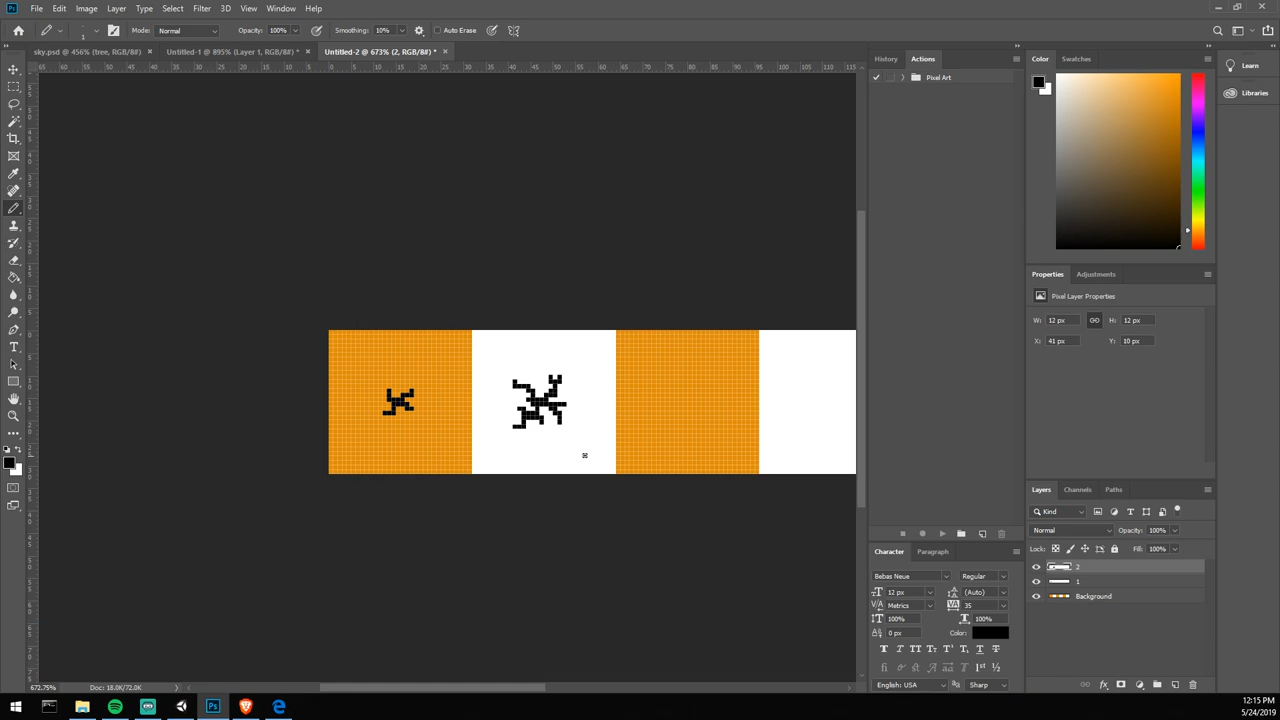 File Edit Image Layer Type Select Filter 3D View Window Help
Mode: Normal Opacity: 100% Smoothing: 10% Auto Erase
sky.psd @ 456% (tree, RGB/8#) * × Untitled-1 @ 895% (Layer 1, RGB/8#) * × Untitled-2 @ 673% (2, RGB/8#) * ×
History Actions
Pixel Art
Color Swatches
Learn
Libraries
Properties Adjustments
Pixel Layer Properties
W: 12 px H: 12 px
X: 41 px Y: 10 px
Layers Channels Paths
Kind
Normal Opacity: 100%
Lock: Fill: 100%
2
1
Background
Character Paragraph
Bebas Neue Regular
12 px (Auto)
Metrics 35
100% 100%
0 px Color:
English: USA Sharp
672.75% Doc: 18.0K/72.0K
12:15 PM
5/24/2019